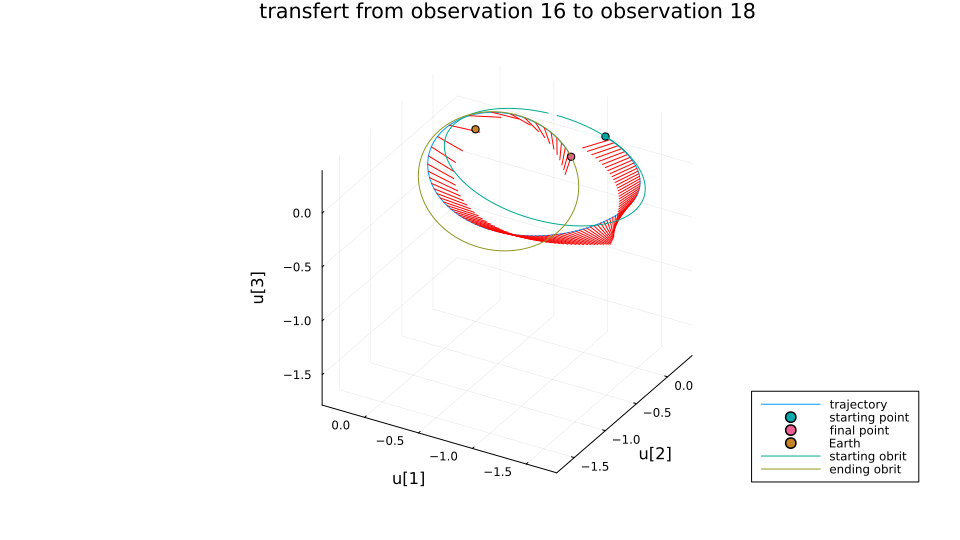 transfert from observation 16 to observation 18
0.0
−0.5
−1.0
−1.5
u[3]
0.0
−0.5
−1.0
−1.5
u[1]
0.0
−0.5
−1.0
−1.5
u[2]
trajectory
starting point
final point
Earth
starting obrit
ending obrit